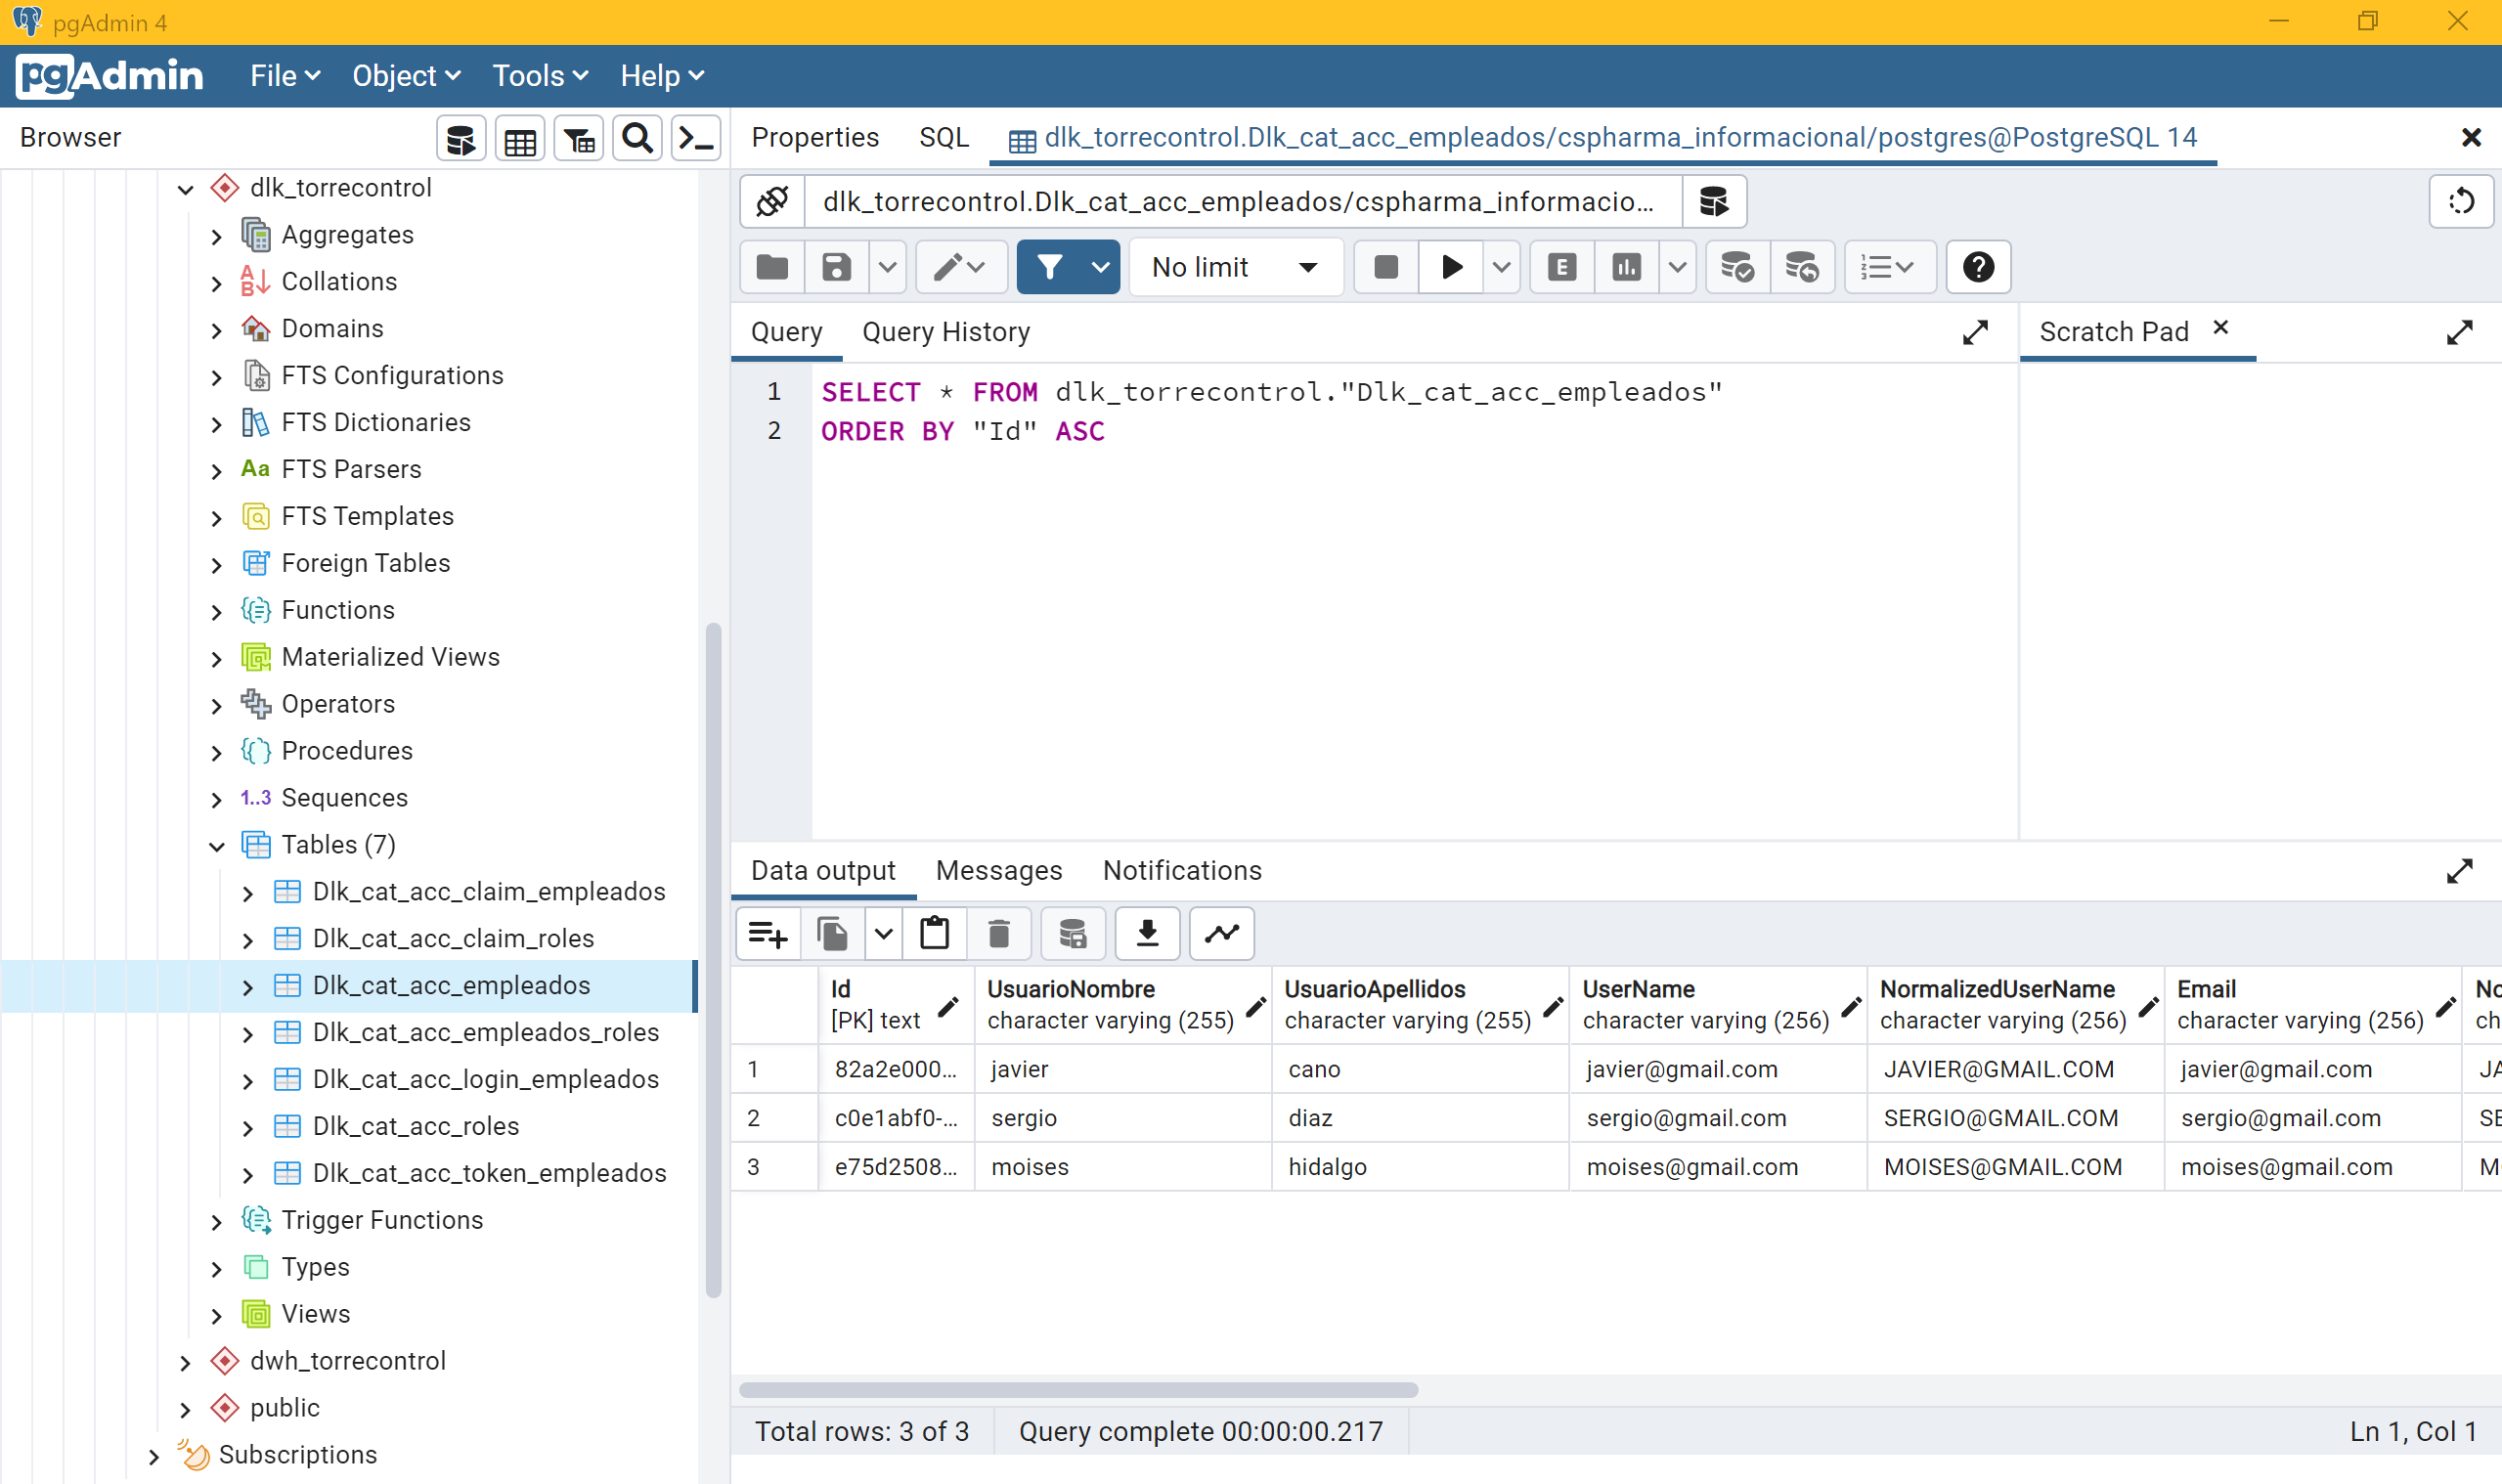 pgAdmin 4
pgAdmin File Object Tools Help
Browser
Properties SQL dlk_torrecontrol.Dlk_cat_acc_empleados/cspharma_informacional/postgres@PostgreSQL 14
dlk_torrecontrol
Aggregates
Collations
Domains
FTS Configurations
FTS Dictionaries
Aa FTS Parsers
FTS Templates
Foreign Tables
Functions
Materialized Views
Operators
Procedures
1..3 Sequences
Tables (7)
Dlk_cat_acc_claim_empleados
Dlk_cat_acc_claim_roles
Dlk_cat_acc_empleados
Dlk_cat_acc_empleados_roles
Dlk_cat_acc_login_empleados
Dlk_cat_acc_roles
Dlk_cat_acc_token_empleados
Trigger Functions
Types
Views
dwh_torrecontrol
public
Subscriptions
dlk_torrecontrol.Dlk_cat_acc_empleados/cspharma_informacio...
No limit E
Query Query History Scratch Pad
1 SELECT * FROM dlk_torrecontrol."Dlk_cat_acc_empleados"
2 ORDER BY "Id" ASC
Data output Messages Notifications
Id UsuarioNombre UsuarioApellidos UserName NormalizedUserName Email No
[PK] text character varying (255) character varying (255) character varying (256) character varying (256) character varying (256) ch
1 82a2e000... javier cano javier@gmail.com JAVIER@GMAIL.COM javier@gmail.com JA
2 c0e1abf0-... sergio diaz sergio@gmail.com SERGIO@GMAIL.COM sergio@gmail.com SE
3 e75d2508... moises hidalgo moises@gmail.com MOISES@GMAIL.COM moises@gmail.com M
Total rows: 3 of 3 Query complete 00:00:00.217 Ln 1, Col 1